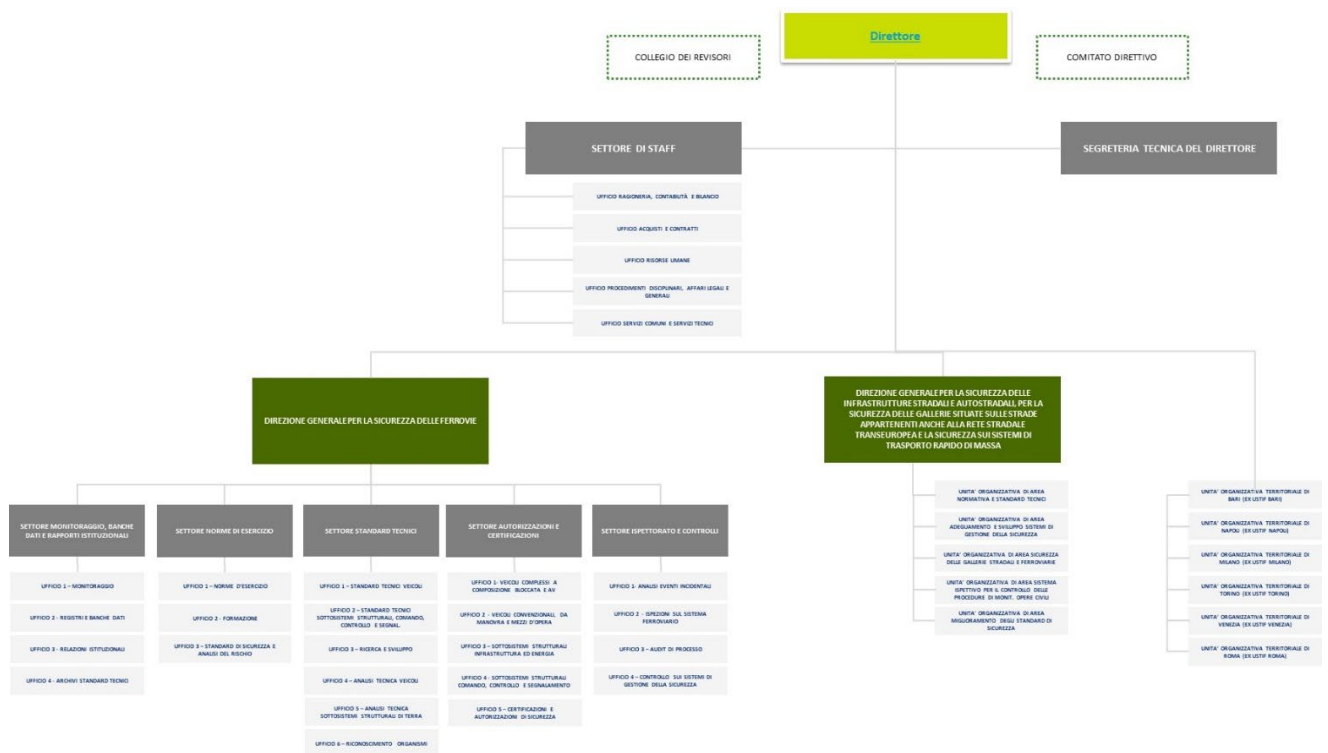 Direttore
COLLEGIO DEI REVISORI
COMITATO DIRETTIVO
SETTORE DI STAFF
SEGRETERIA TECNICA DEL DIRETTORE
UFFICIO RAGIONERIA, CONTABILITÀ E BILANCIO
UFFICIO ACQUISTI E CONTRATTI
UFFICIO RISORSE UMANE
UFFICIO PROCEDIMENTI DISCIPLINARI, AFFARI LEGALI E
GENERALI
UFFICIO SERVIZI COMUNI E SERVIZI TECNICI
DIREZIONE GENERALE PER LA SICUREZZA DELLE FERROVIE
DIREZIONE GENERALE PER LA SICUREZZA DELLE
INFRASTRUTTURE STRADALI E AUTOSTRADALI, PER LA
SICUREZZA DELLE GALLERIE SITUATE SULLE STRADE
APPARTENENTI ANCHE ALLA RETE STRADALE
TRANSEUROPEA E LA SICUREZZA SUI SISTEMI DI
TRASPORTO RAPIDO DI MASSA
SETTORE MONITORAGGIO, BANCHE
DATI E RAPPORTI ISTITUZIONALI
UFFICIO 1 – MONITORAGGIO
UFFICIO 2 - REGISTRI E BANCHE DATI
UFFICIO 3 - RELAZIONI ISTITUZIONALI
UFFICIO 4 - ARCHIVI STANDARD TECNICI
SETTORE NORME DI ESERCIZIO
UFFICIO 1 – NORME D'ESERCIZIO
UFFICIO 2 - FORMAZIONE
UFFICIO 3 – STANDARD DI SICUREZZA E
ANALISI DEL RISCHIO
SETTORE STANDARD TECNICI
UFFICIO 1 – STANDARD TECNICI VEICOLI
UFFICIO 2 – STANDARD TECNICI
SOTTOSISTEMI STRUTTURALI, COMANDO,
CONTROLLO E SEGNAL.
UFFICIO 3 – RICERCA E SVILUPPO
UFFICIO 4 – ANALISI TECNICA VEICOLI
UFFICIO 5 – ANALISI TECNICA
SOTTOSISTEMI STRUTTURALI DI TERRA
UFFICIO 6 – RICONOSCIMENTO ORGANISMI
SETTORE AUTORIZZAZIONI E
CERTIFICAZIONI
UFFICIO 1- VEICOLI COMPLESSI A
COMPOSIZIONE BLOCCATA E AV
UFFICIO 2 - VEICOLI CONVENZIONALI, DA
MANOVRA E MEZZI D'OPERA
UFFICIO 3 – SOTTOSISTEMI STRUTTURALI
INFRASTRUTTURA ED ENERGIA
UFFICIO 4 - SOTTOSISTEMI STRUTTURALI
COMANDO, CONTROLLO E SEGNALAMENTO
UFFICIO 5 – CERTIFICAZIONI E
AUTORIZZAZIONI DI SICUREZZA
SETTORE ISPETTORATO E CONTROLLI
UFFICIO 1- ANALISI EVENTI INCIDENTALI
UFFICIO 2 - ISPEZIONI SUL SISTEMA
FERROVIARIO
UFFICIO 3 – AUDIT DI PROCESSO
UFFICIO 4 – CONTROLLO SUI SISTEMI DI
GESTIONE DELLA SICUREZZA
UNITA' ORGANIZZATIVA DI AREA
NORMATIVA E STANDARD TECNICI
UNITA' ORGANIZZATIVA DI AREA
ADEGUAMENTO E SVILUPPO SISTEMI DI
GESTIONE DELLA SICUREZZA
UNITA' ORGANIZZATIVA DI AREA SICUREZZA
DELLE GALLERIE STRADALI E FERROVIARIE
UNITA' ORGANIZZATIVA DI AREA SISTEMA
ISPETTIVO PER IL CONTROLLO DELLE
PROCEDURE DI MONIT. OPERE CIVILI
UNITA' ORGANIZZATIVA DI AREA
MIGLIORAMENTO DEGLI STANDARD DI
SICUREZZA
UNITA' ORGANIZZATIVA TERRITORIALE DI
BARI (EX USTIF BARI)
UNITA' ORGANIZZATIVA TERRITORIALE DI
NAPOLI (EX USTIF NAPOLI)
UNITA' ORGANIZZATIVA TERRITORIALE DI
MILANO (EX USTIF MILANO)
UNITA' ORGANIZZATIVA TERRITORIALE DI
TORINO (EX USTIF TORINO)
UNITA' ORGANIZZATIVA TERRITORIALE DI
VENEZIA (EX USTIF VENEZIA)
UNITA' ORGANIZZATIVA TERRITORIALE DI
ROMA (EX USTIF ROMA)